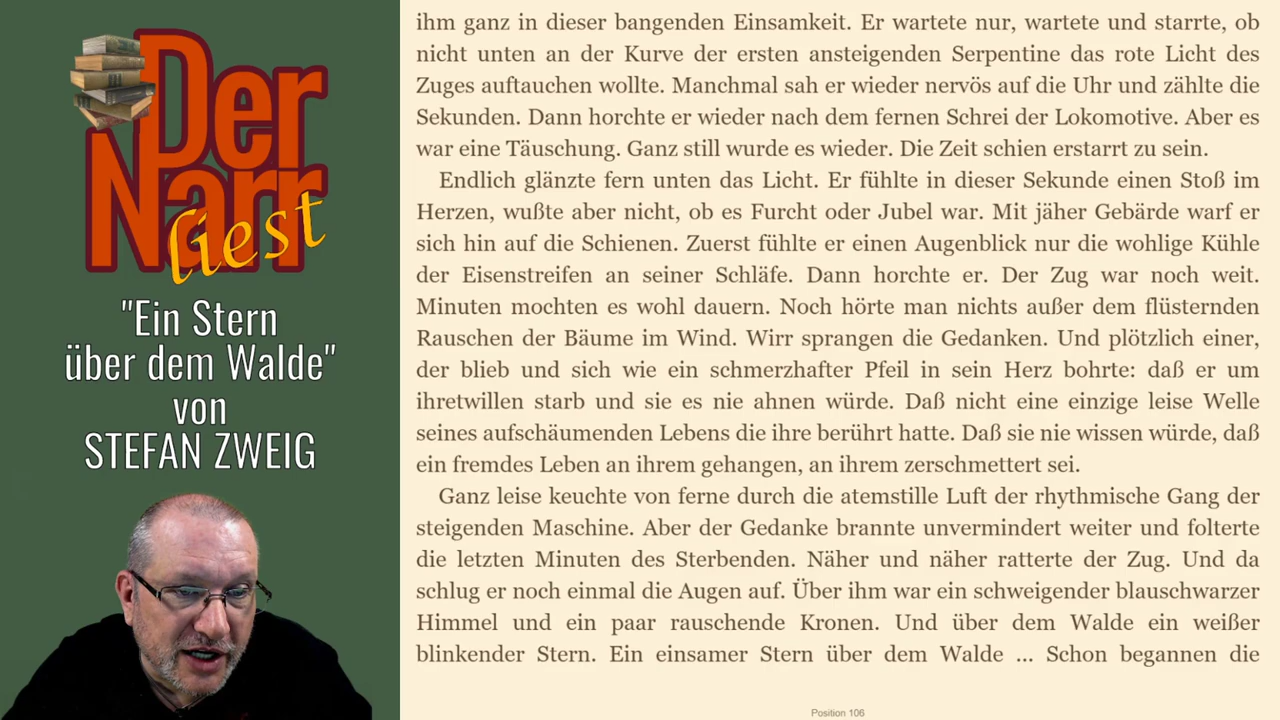 Der
Narr
liest
"Ein Stern
über dem Walde"
von
STEFAN ZWEIG
ihm ganz in dieser bangenden Einsamkeit. Er wartete nur, wartete und starrte, ob
nicht unten an der Kurve der ersten ansteigenden Serpentine das rote Licht des
Zuges auftauchen wollte. Manchmal sah er wieder nervös auf die Uhr und zählte die
Sekunden. Dann horchte er wieder nach dem fernen Schrei der Lokomotive. Aber es
war eine Täuschung. Ganz still wurde es wieder. Die Zeit schien erstarrt zu sein.
Endlich glänzte fern unten das Licht. Er fühlte in dieser Sekunde einen Stoß im
Herzen, wußte aber nicht, ob es Furcht oder Jubel war. Mit jäher Gebärde warf er
sich hin auf die Schienen. Zuerst fühlte er einen Augenblick nur die wohlige Kühle
der Eisenstreifen an seiner Schläfe. Dann horchte er. Der Zug war noch weit.
Minuten mochten es wohl dauern. Noch hörte man nichts außer dem flüsternden
Rauschen der Bäume im Wind. Wirr sprangen die Gedanken. Und plötzlich einer,
der blieb und sich wie ein schmerzhafter Pfeil in sein Herz bohrte: daß er um
ihretwillen starb und sie es nie ahnen würde. Daß nicht eine einzige leise Welle
seines aufschäumenden Lebens die ihre berührt hatte. Daß sie nie wissen würde, daß
ein fremdes Leben an ihrem gehangen, an ihrem zerschmettert sei.
Ganz leise keuchte von ferne durch die atemstille Luft der rhythmische Gang der
steigenden Maschine. Aber der Gedanke brannte unvermindert weiter und folterte
die letzten Minuten des Sterbenden. Näher und näher ratterte der Zug. Und da
schlug er noch einmal die Augen auf. Über ihm war ein schweigender blauschwarzer
Himmel und ein paar rauschende Kronen. Und über dem Walde ein weißer
blinkender Stern. Ein einsamer Stern über dem Walde ... Schon begannen die
Position 106